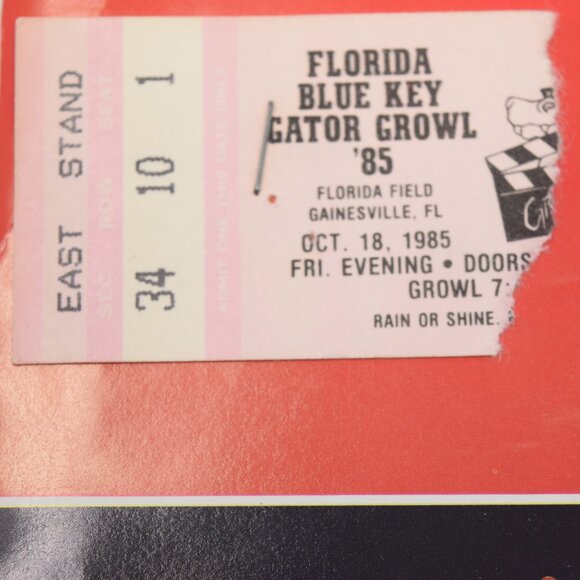 EAST STAND
SEC. ROW SEAT
34 10 1
ADMIT ONE THIS DATE ONLY
FLORIDA
BLUE KEY
GATOR GROWL
'85
FLORIDA FIELD
GAINESVILLE, FL
OCT. 18, 1985
FRI. EVENING • DOORS
GROWL 7:
RAIN OR SHINE.